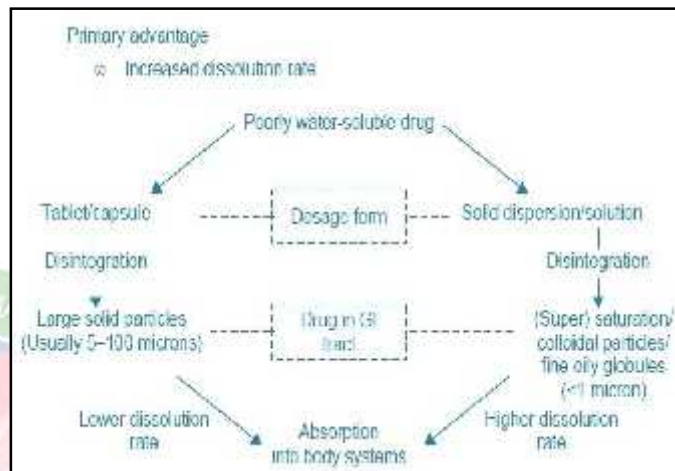 Primary advantage
Increased dissolution rate
Poorly water-soluble drug
Tablet/capsule
Dosage form
Solid dispersion/solution
Disintegration
Disintegration
Large solid particles
(Usually 5–100 microns)
Drug in GI
tract
(Super) saturation/
colloidal particles/
fine oily globules
(<1 micron)
Lower dissolution
rate
Absorption
into body systems
Higher dissolution
rate